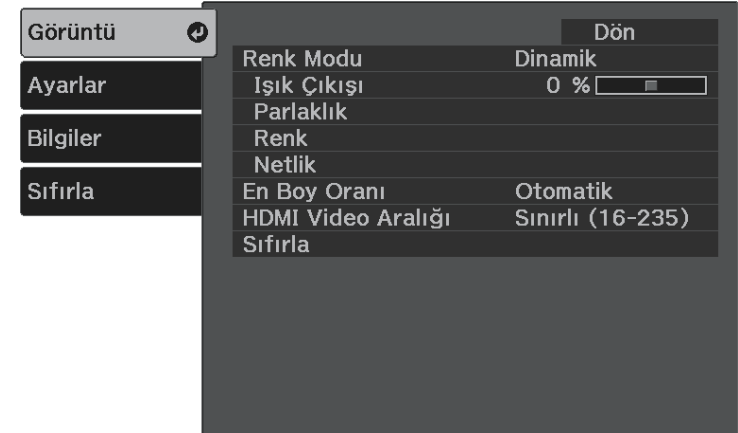 Görüntü
Ayarlar
Bilgiler
Sıfırla
Dön
Renk Modu Dinamik
Işık Çıkışı 0 %
Parlaklık
Renk
Netlik
En Boy Oranı Otomatik
HDMI Video Aralığı Sınırlı (16-235)
Sıfırla